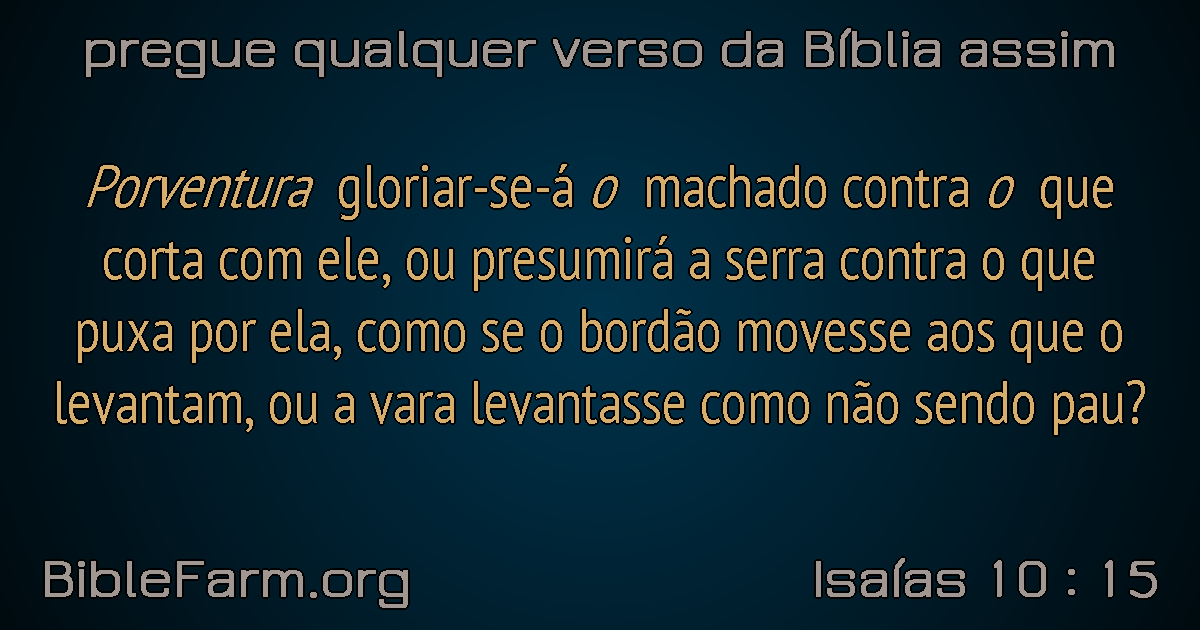 pregue qualquer verso da Bíblia assim
Porventura gloriar-se-á o machado contra o que
corta com ele, ou presumirá a serra contra o que
puxa por ela, como se o bordão movesse aos que o
levantam, ou a vara levantasse como não sendo pau?
BibleFarm.org
Isaías 10 : 15